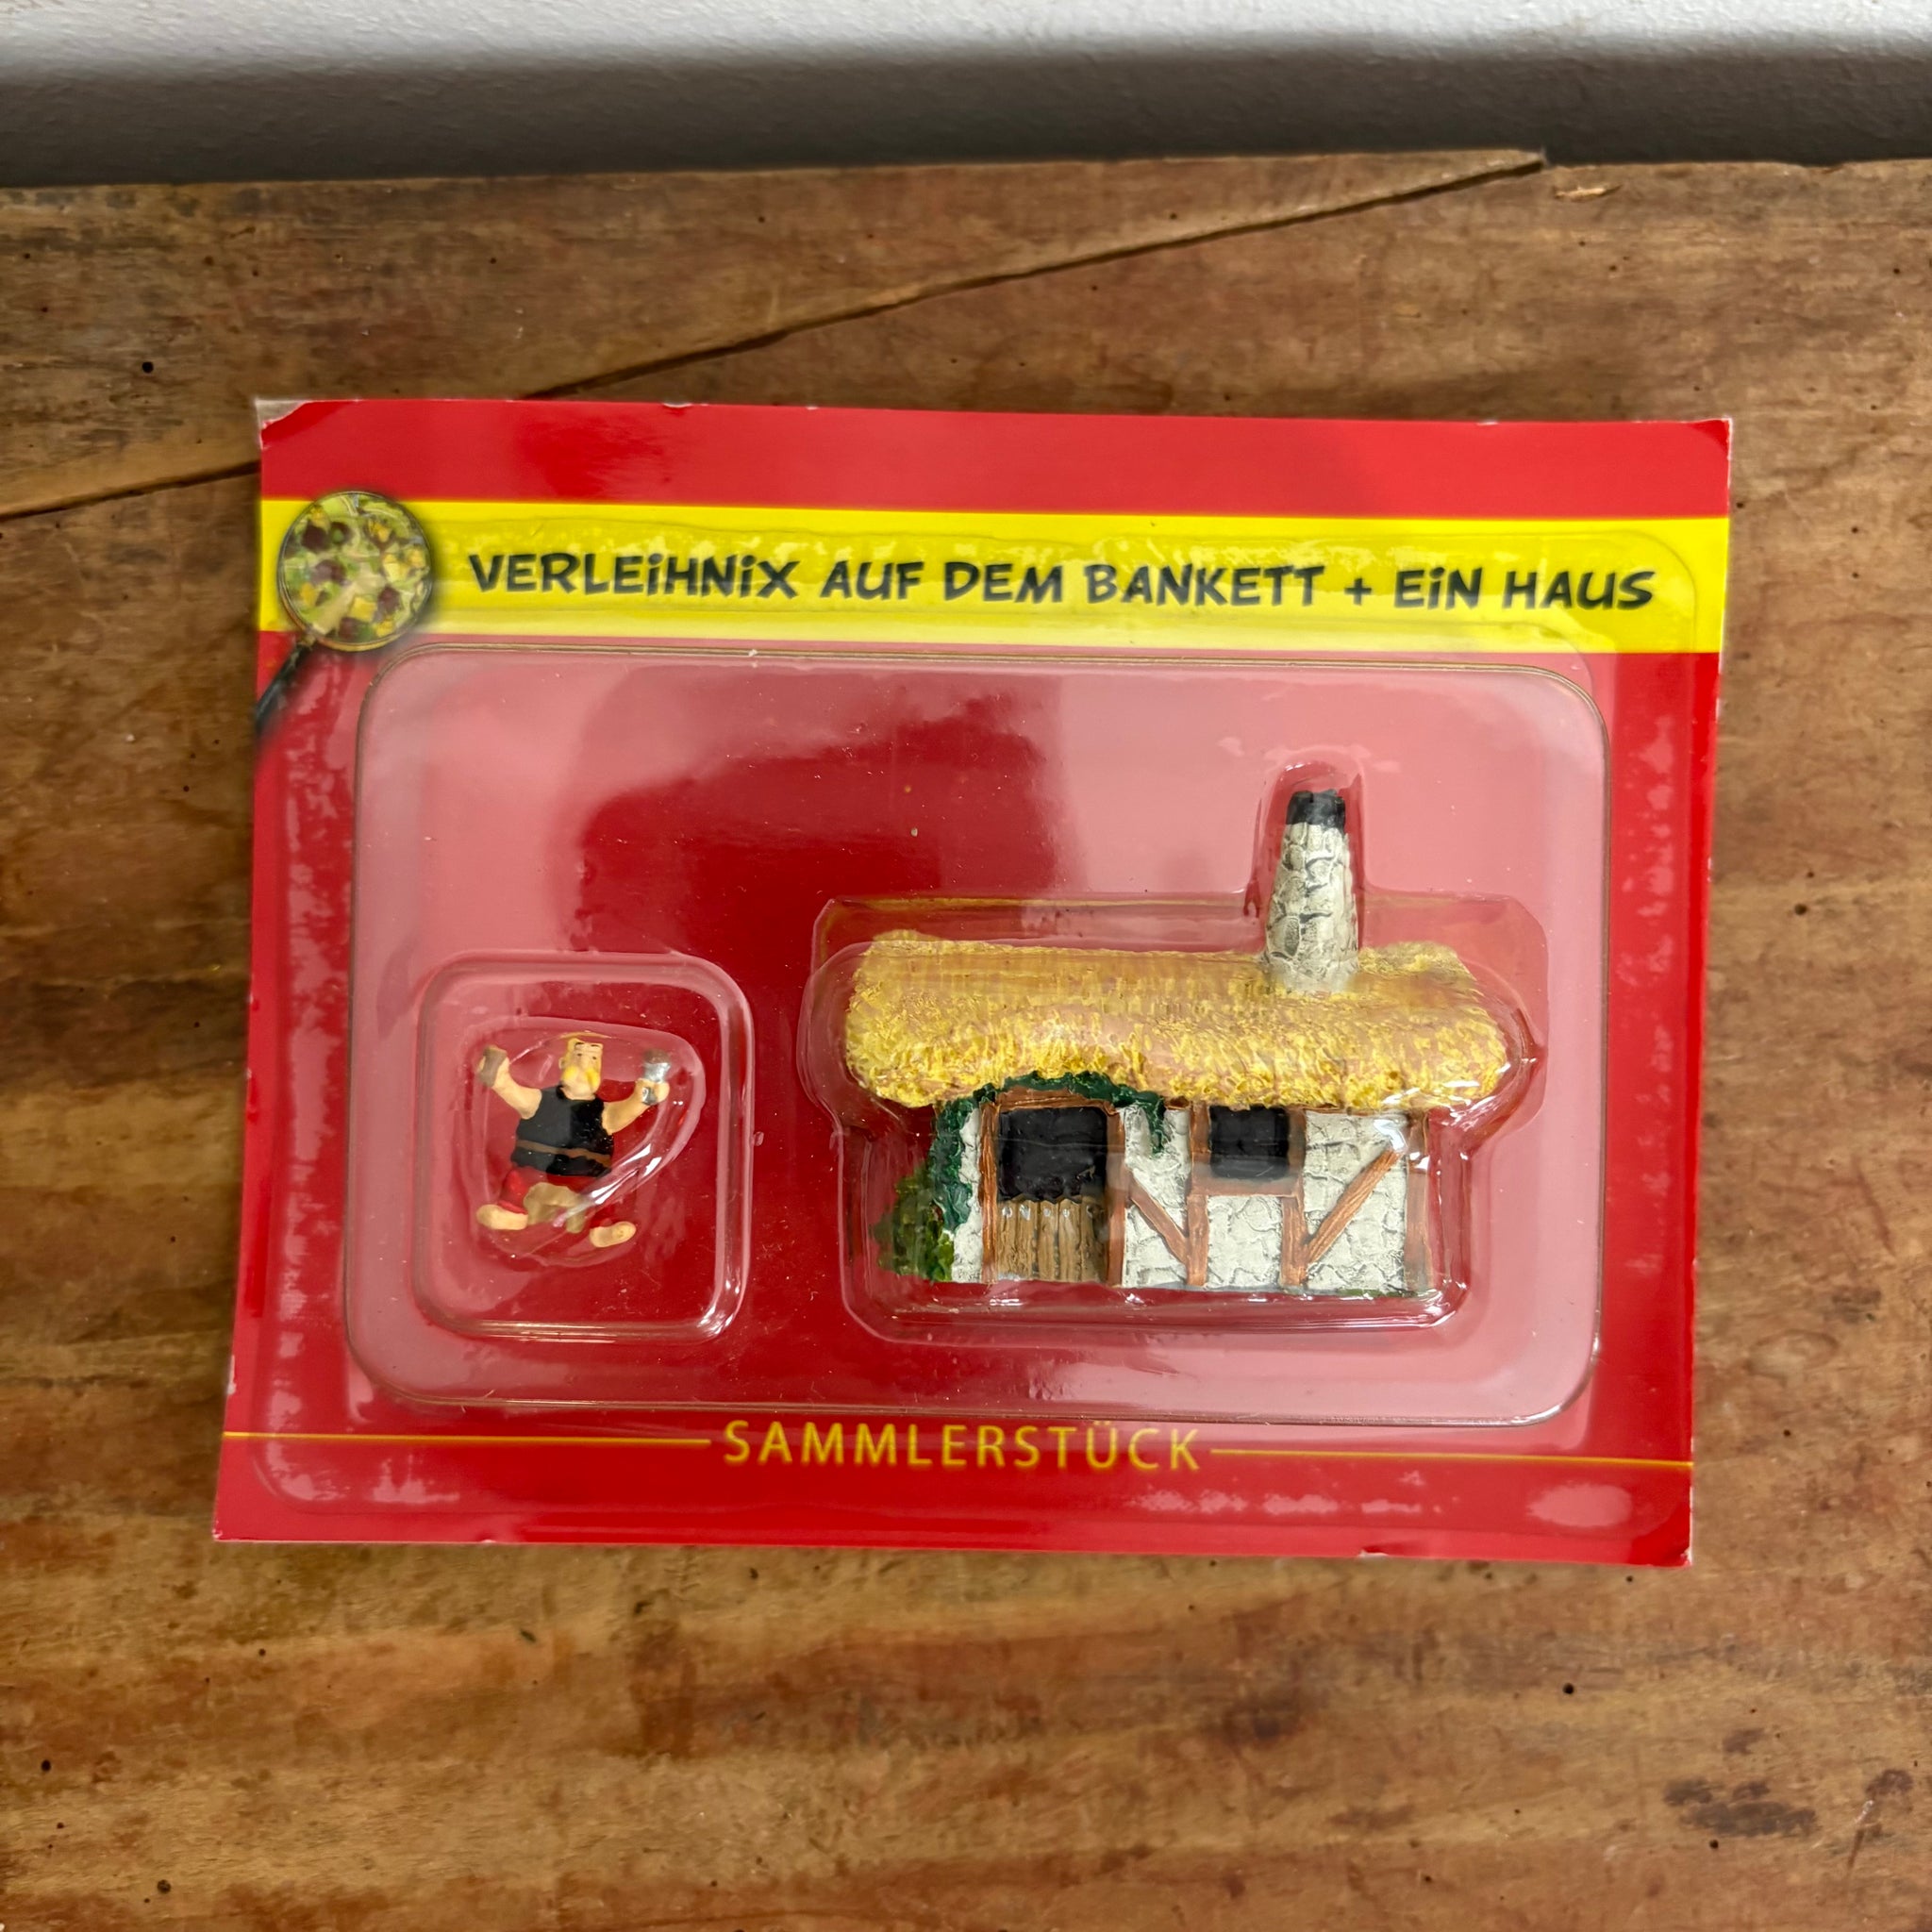 VERLEiHNiX AUF DEM BANKETT + EiN HAUS
SAMMLERSTÜCK